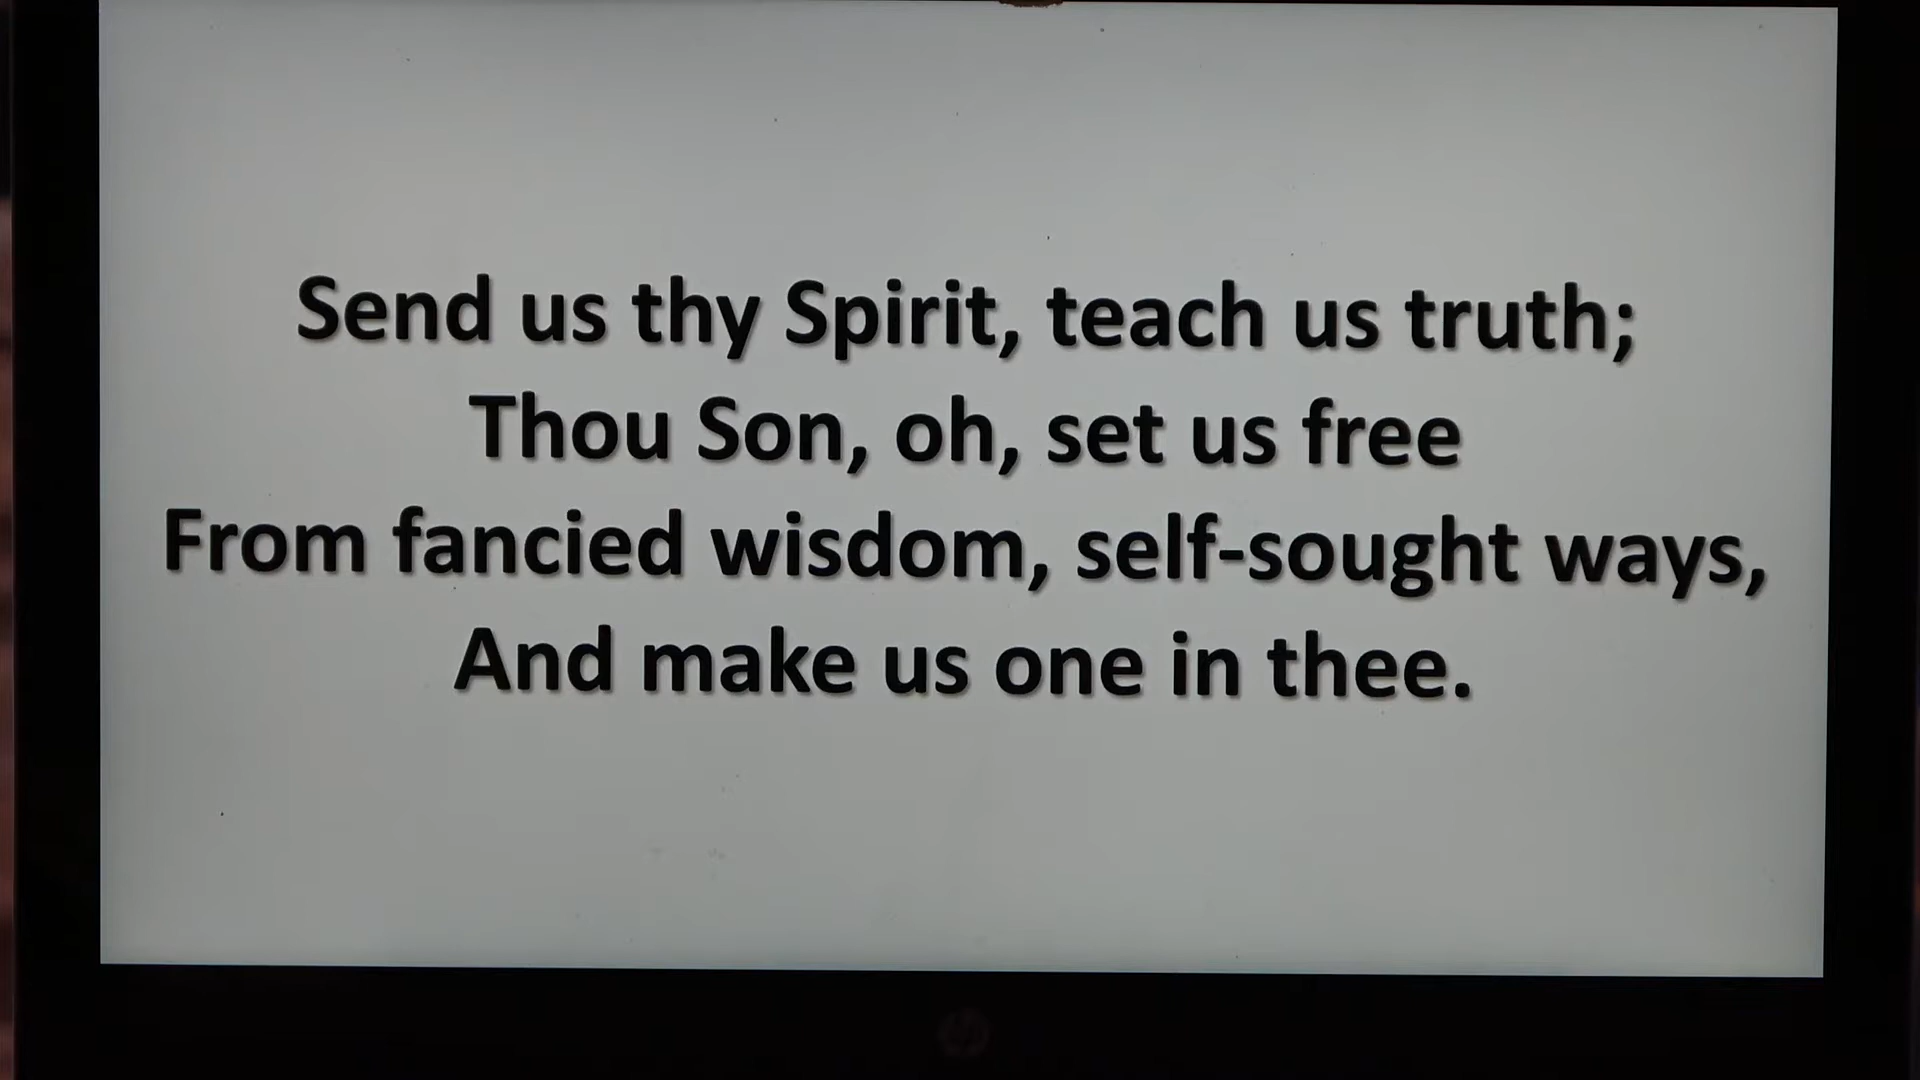 Send us thy Spirit, teach us truth;
Thou Son, oh, set us free
From fancied wisdom, self-sought ways,
And make us one in thee.
hp